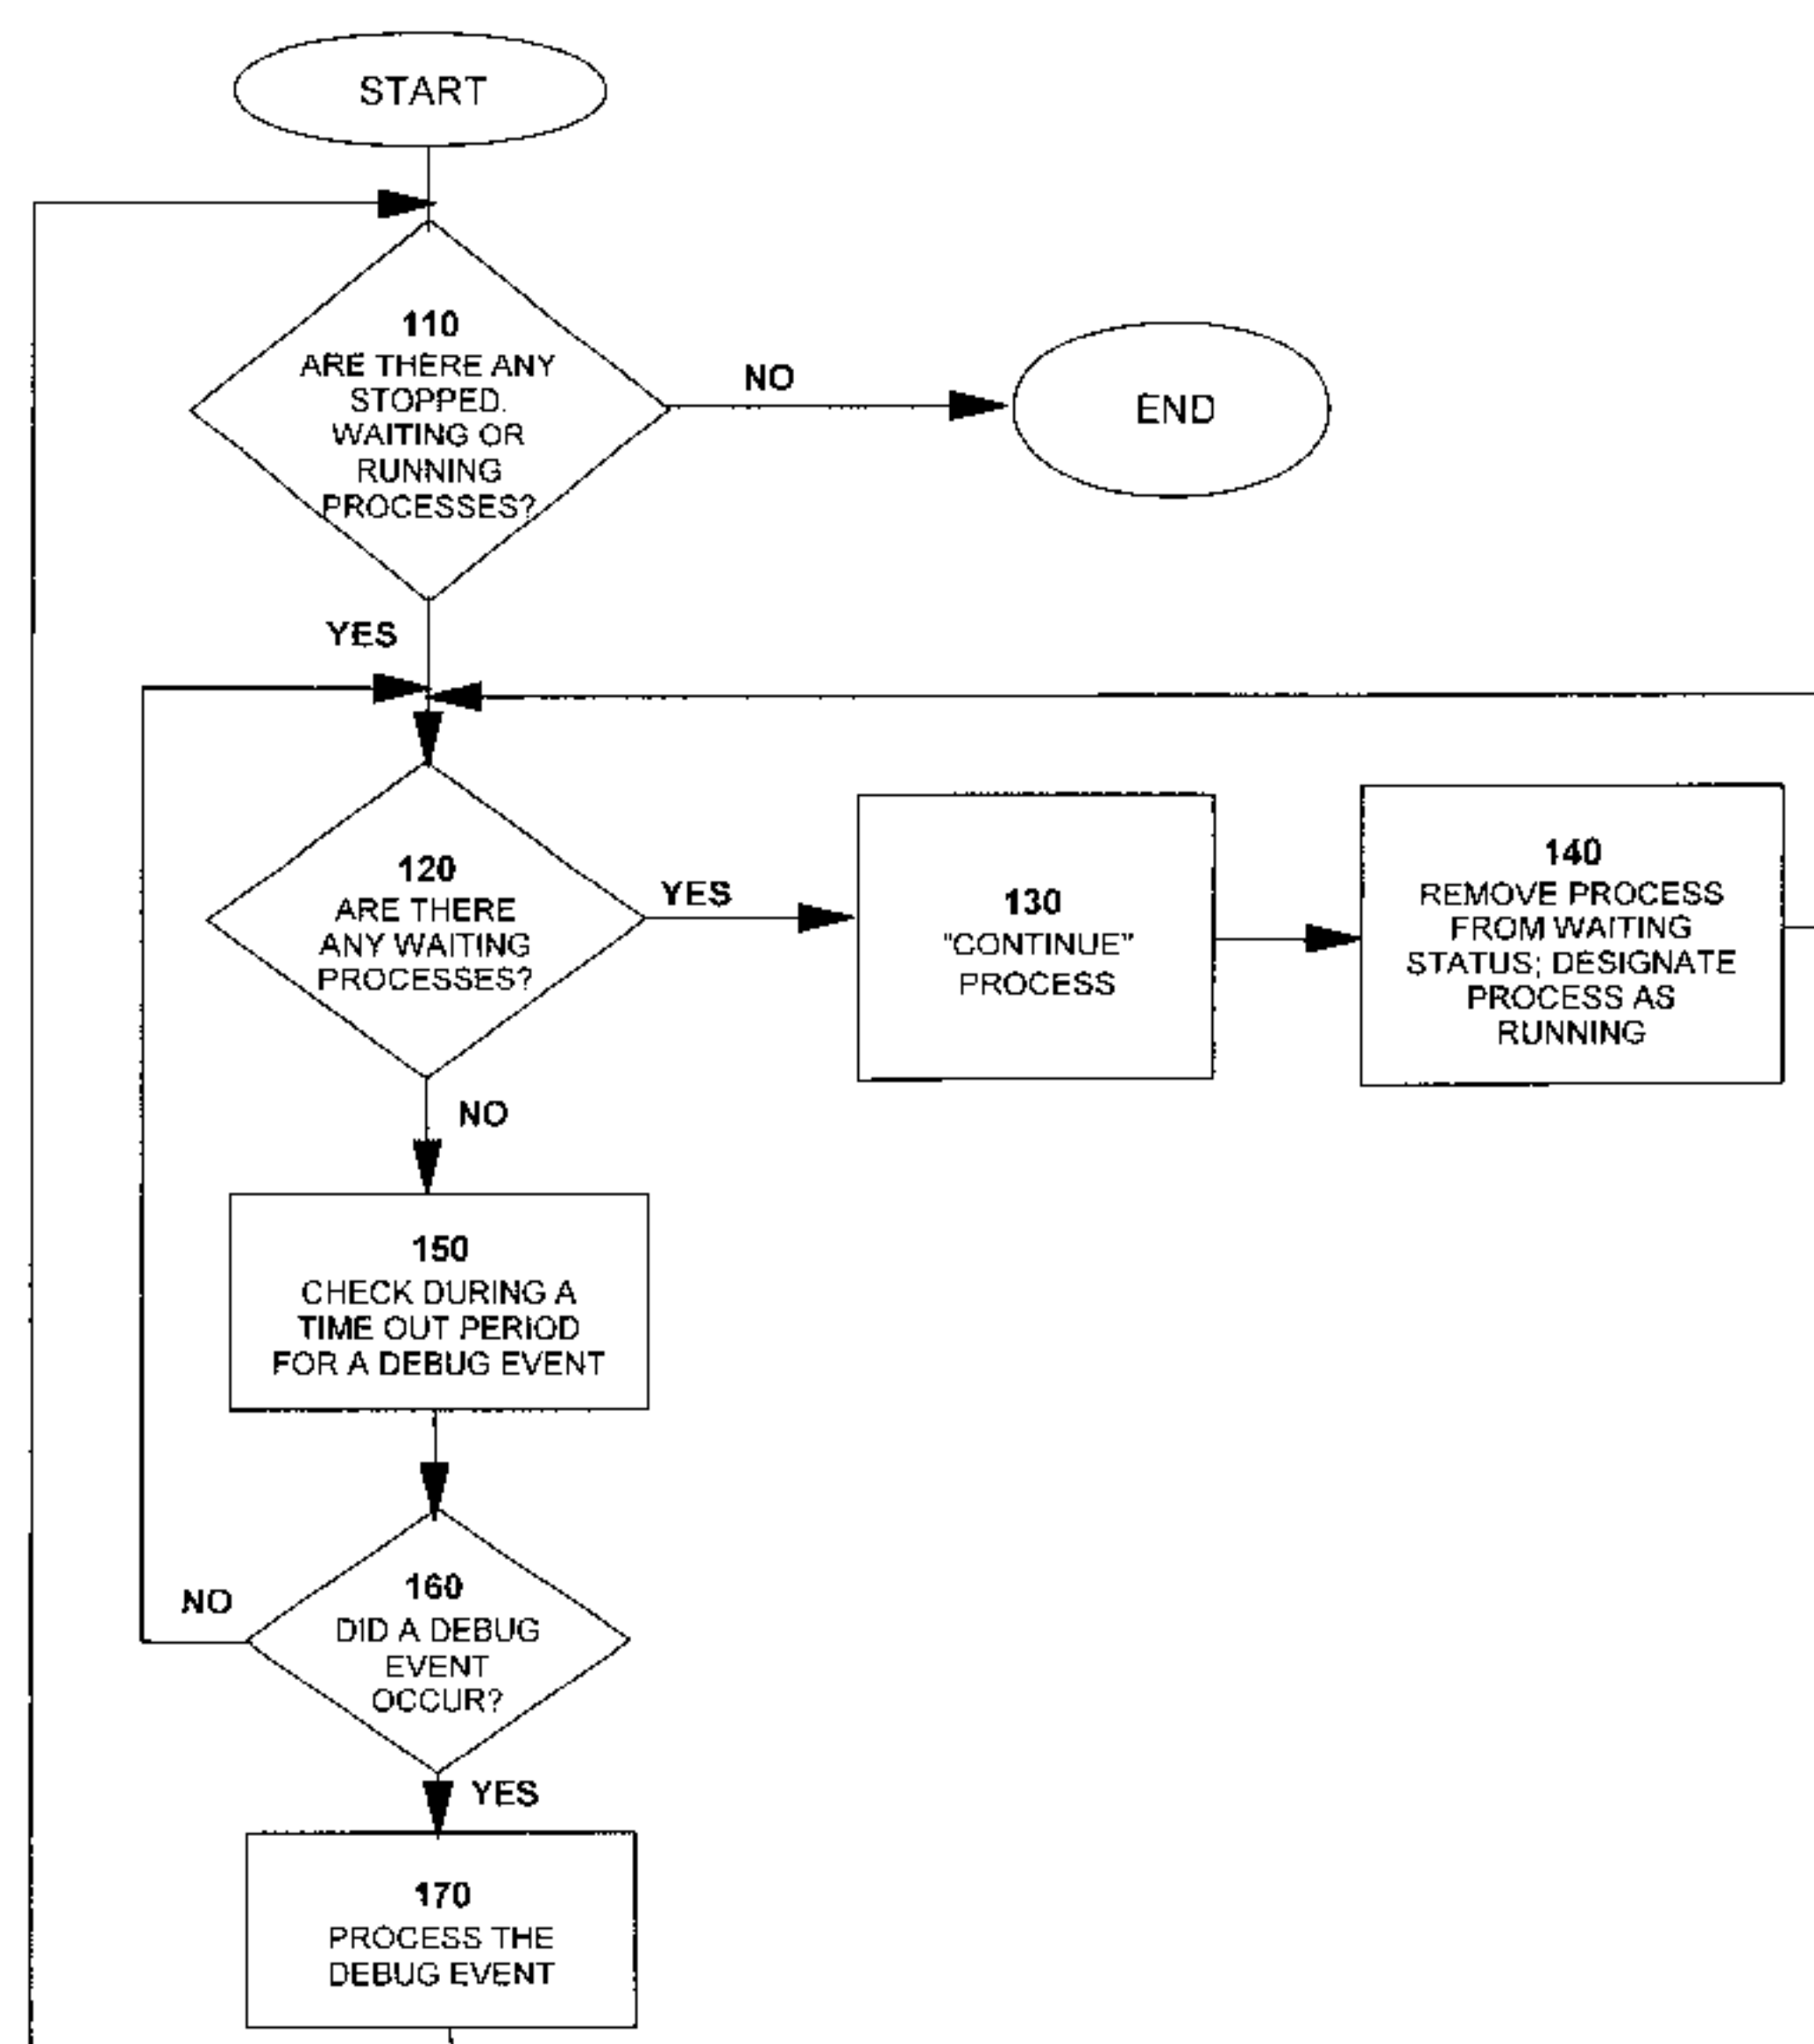 START
110
ARE THERE ANY
STOPPED.
WAITING OR
RUNNING
PROCESSES?
NO
END
YES
120
ARE THERE
ANY WAITING
PROCESSES?
YES
130
"CONTINUE"
PROCESS
140
REMOVE PROCESS
FROM WAITING
STATUS; DESIGNATE
PROCESS AS
RUNNING
NO
150
CHECK DURING A
TIME OUT PERIOD
FOR A DEBUG EVENT
160
DID A DEBUG
EVENT
OCCUR?
NO
YES
170
PROCESS THE
DEBUG EVENT